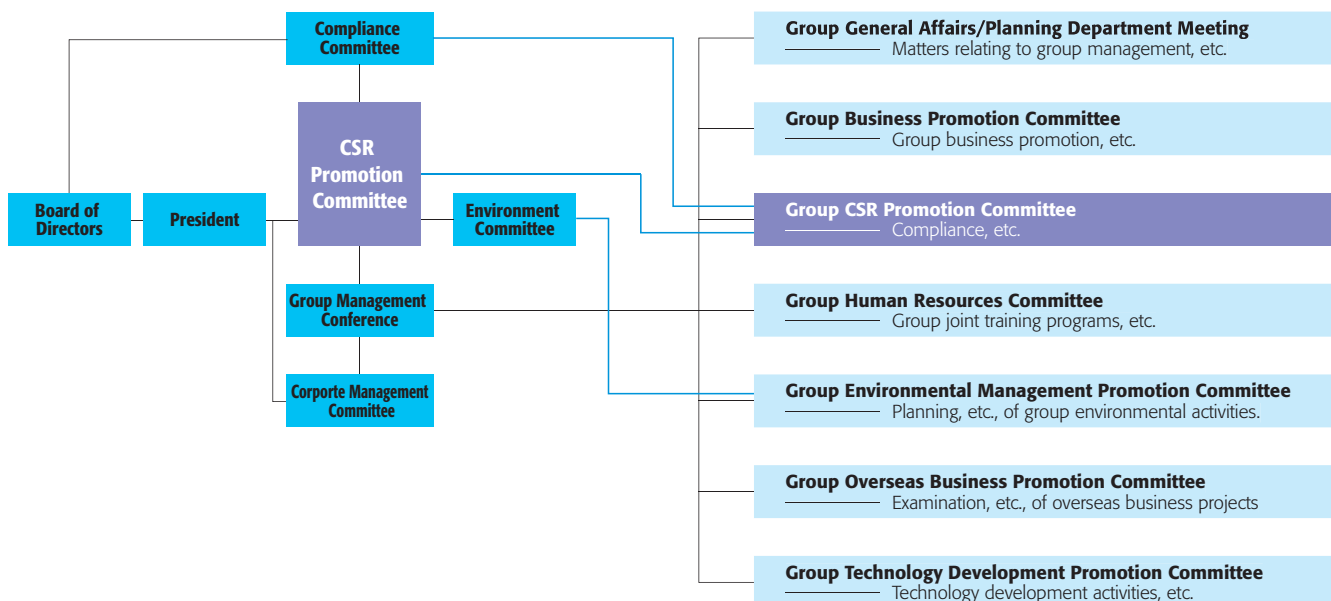 Compliance
Committee
CSR
Promotion
Committee
Board of
Directors
President
Environment
Committee
Group Management
Conference
Corporte Management
Committee
Group General Affairs/Planning Department Meeting
Matters relating to group management, etc.
Group Business Promotion Committee
Group business promotion, etc.
Group CSR Promotion Committee
Compliance, etc.
Group Human Resources Committee
Group joint training programs, etc.
Group Environmental Management Promotion Committee
Planning, etc., of group environmental activities.
Group Overseas Business Promotion Committee
Examination, etc., of overseas business projects
Group Technology Development Promotion Committee
Technology development activities, etc.